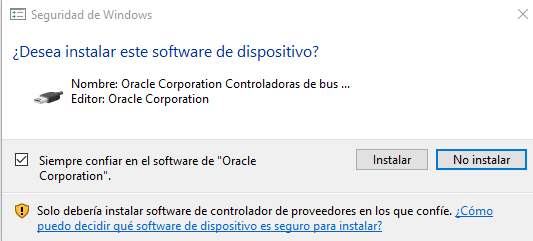 Seguridad de Windows
¿Desea instalar este software de dispositivo?
Nombre: Oracle Corporation Controladoras de bus ...
Editor: Oracle Corporation
Siempre confiar en el software de "Oracle
Corporation".
Instalar
No instalar
Solo debería instalar software de controlador de proveedores en los que confíe. ¿Cómo
puedo decidir qué software de dispositivo es seguro para instalar?